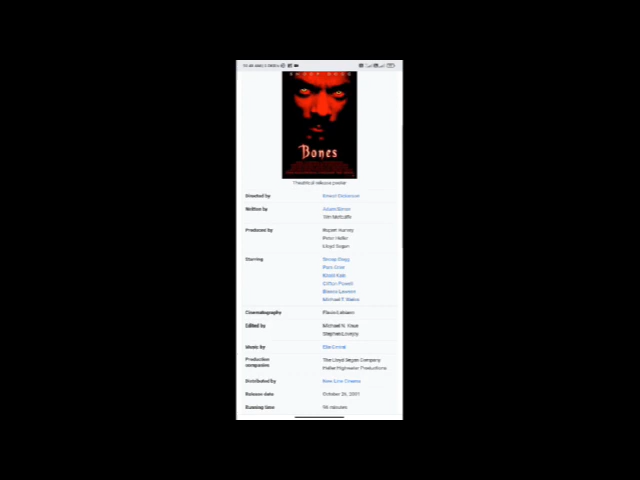 SNOOP DOGG
Bones
Theatrical release poster
Directed by Ernest Dickerson
Written by Adam Simon
Tim Metcalfe
Produced by Rupert Harvey
Peter Heller
Lloyd Segan
Starring Snoop Dogg
Pam Grier
Khalil Kain
Clifton Powell
Bianca Lawson
Michael T. Weiss
Cinematography Flavio Labiano
Edited by Michael N. Knue
Stephen Lovejoy
Music by Elia Cmiral
Production The Lloyd Segan Company
companies Heller Highwater Productions
Distributed by New Line Cinema
Release date October 26, 2001
Running time 96 minutes